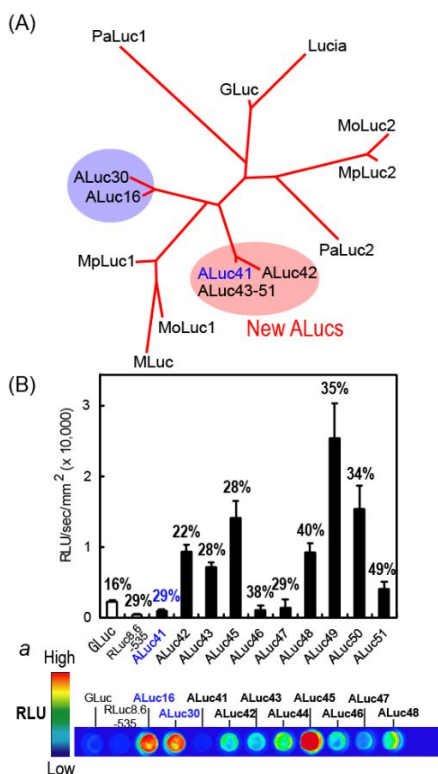 (A)
PaLuc1
Lucia
GLuc
MoLuc2
MpLuc2
ALuc30
ALuc16
PaLuc2
MpLuc1
ALuc41 ALuc42
ALuc43-51
New ALucs
MoLuc1
MLuc
(B)
RLU/sec/mm² (x 10,000)
3
2
1
0
16%
29%
29%
22%
28%
28%
38%
29%
40%
35%
34%
49%
GLuc
RLuc8.6
-535
ALuc41
ALuc42
ALuc43
ALuc45
ALuc46
ALuc47
ALuc48
ALuc49
ALuc50
ALuc51
a
High
RLU
Low
GLuc ALuc16 ALuc41 ALuc43 ALuc45 ALuc47
RLuc8.6
-535
ALuc30 ALuc42 ALuc44 ALuc46 ALuc48